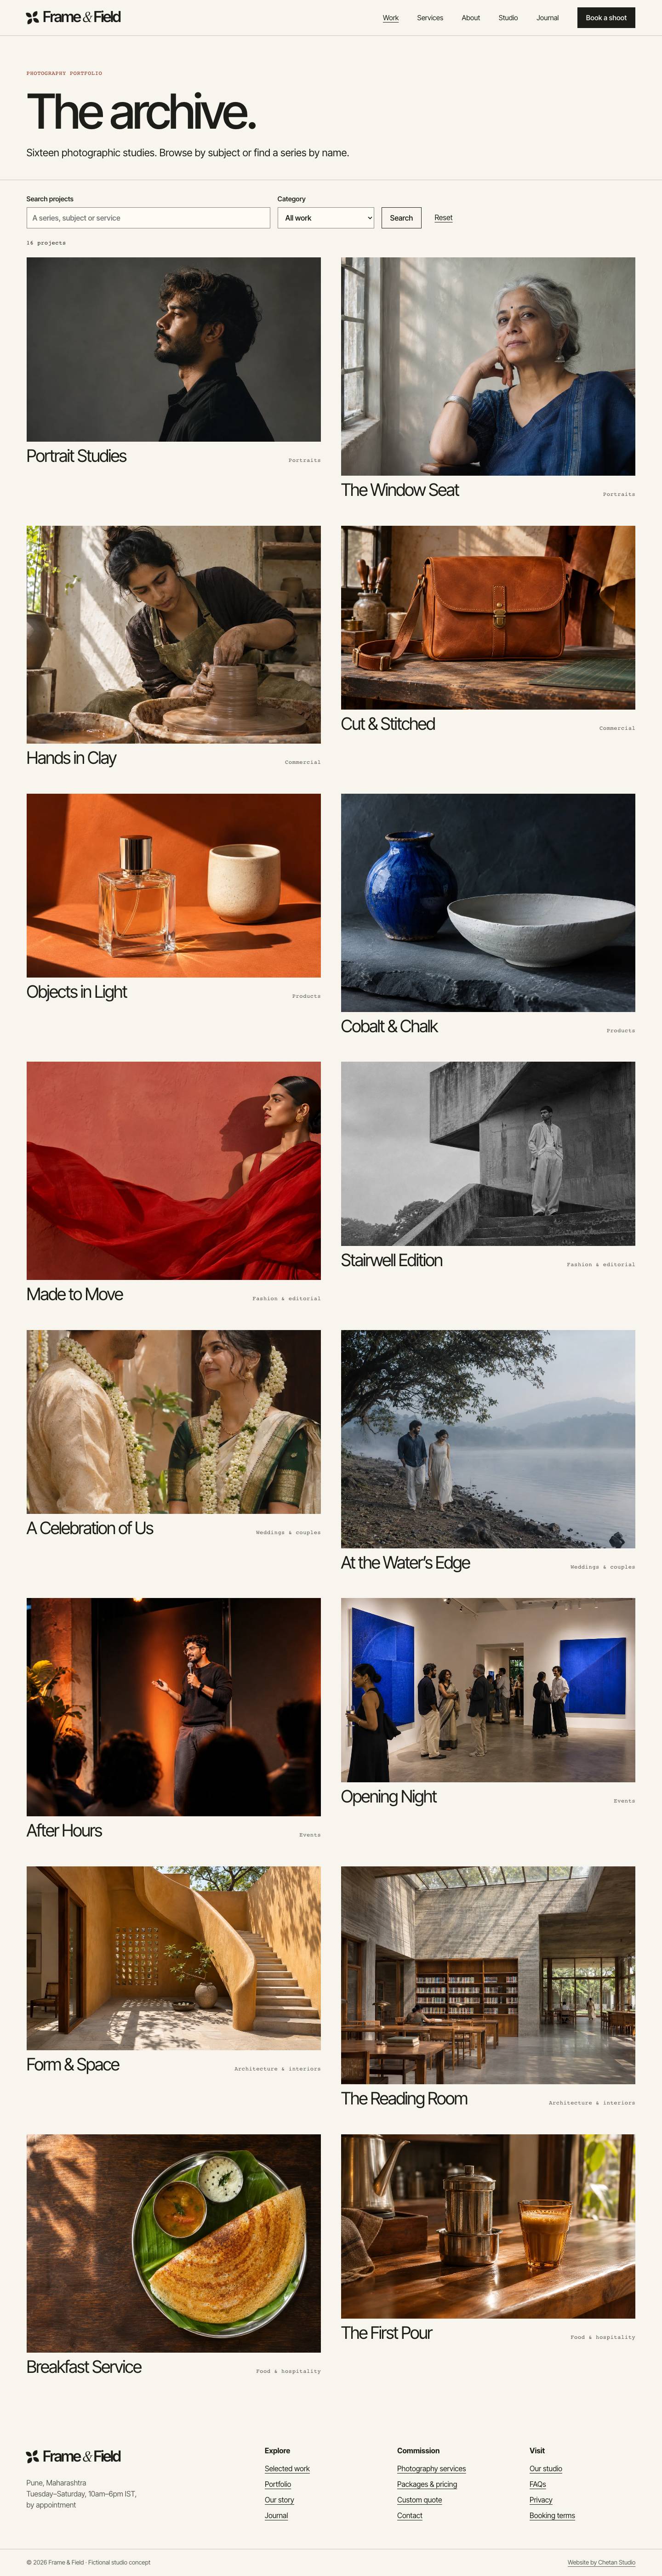 Frame & Field
Work Services About Studio Journal Book a shoot
PHOTOGRAPHY PORTFOLIO
The archive.
Sixteen photographic studies. Browse by subject or find a series by name.
Search projects Category
A series, subject or service All work Search Reset
16 projects
Portrait Studies Portraits
The Window Seat Portraits
Hands in Clay Commercial
Cut & Stitched Commercial
Objects in Light Products
Cobalt & Chalk Products
Made to Move Fashion & editorial
Stairwell Edition Fashion & editorial
A Celebration of Us Weddings & couples
At the Water’s Edge Weddings & couples
After Hours Events
Opening Night Events
Form & Space Architecture & interiors
The Reading Room Architecture & interiors
Breakfast Service Food & hospitality
The First Pour Food & hospitality
Frame & Field
Pune, Maharashtra
Tuesday–Saturday, 10am–6pm IST,
by appointment
Explore
Selected work
Portfolio
Our story
Journal
Commission
Photography services
Packages & pricing
Custom quote
Contact
Visit
Our studio
FAQs
Privacy
Booking terms
© 2026 Frame & Field · Fictional studio concept
Website by Chetan Studio